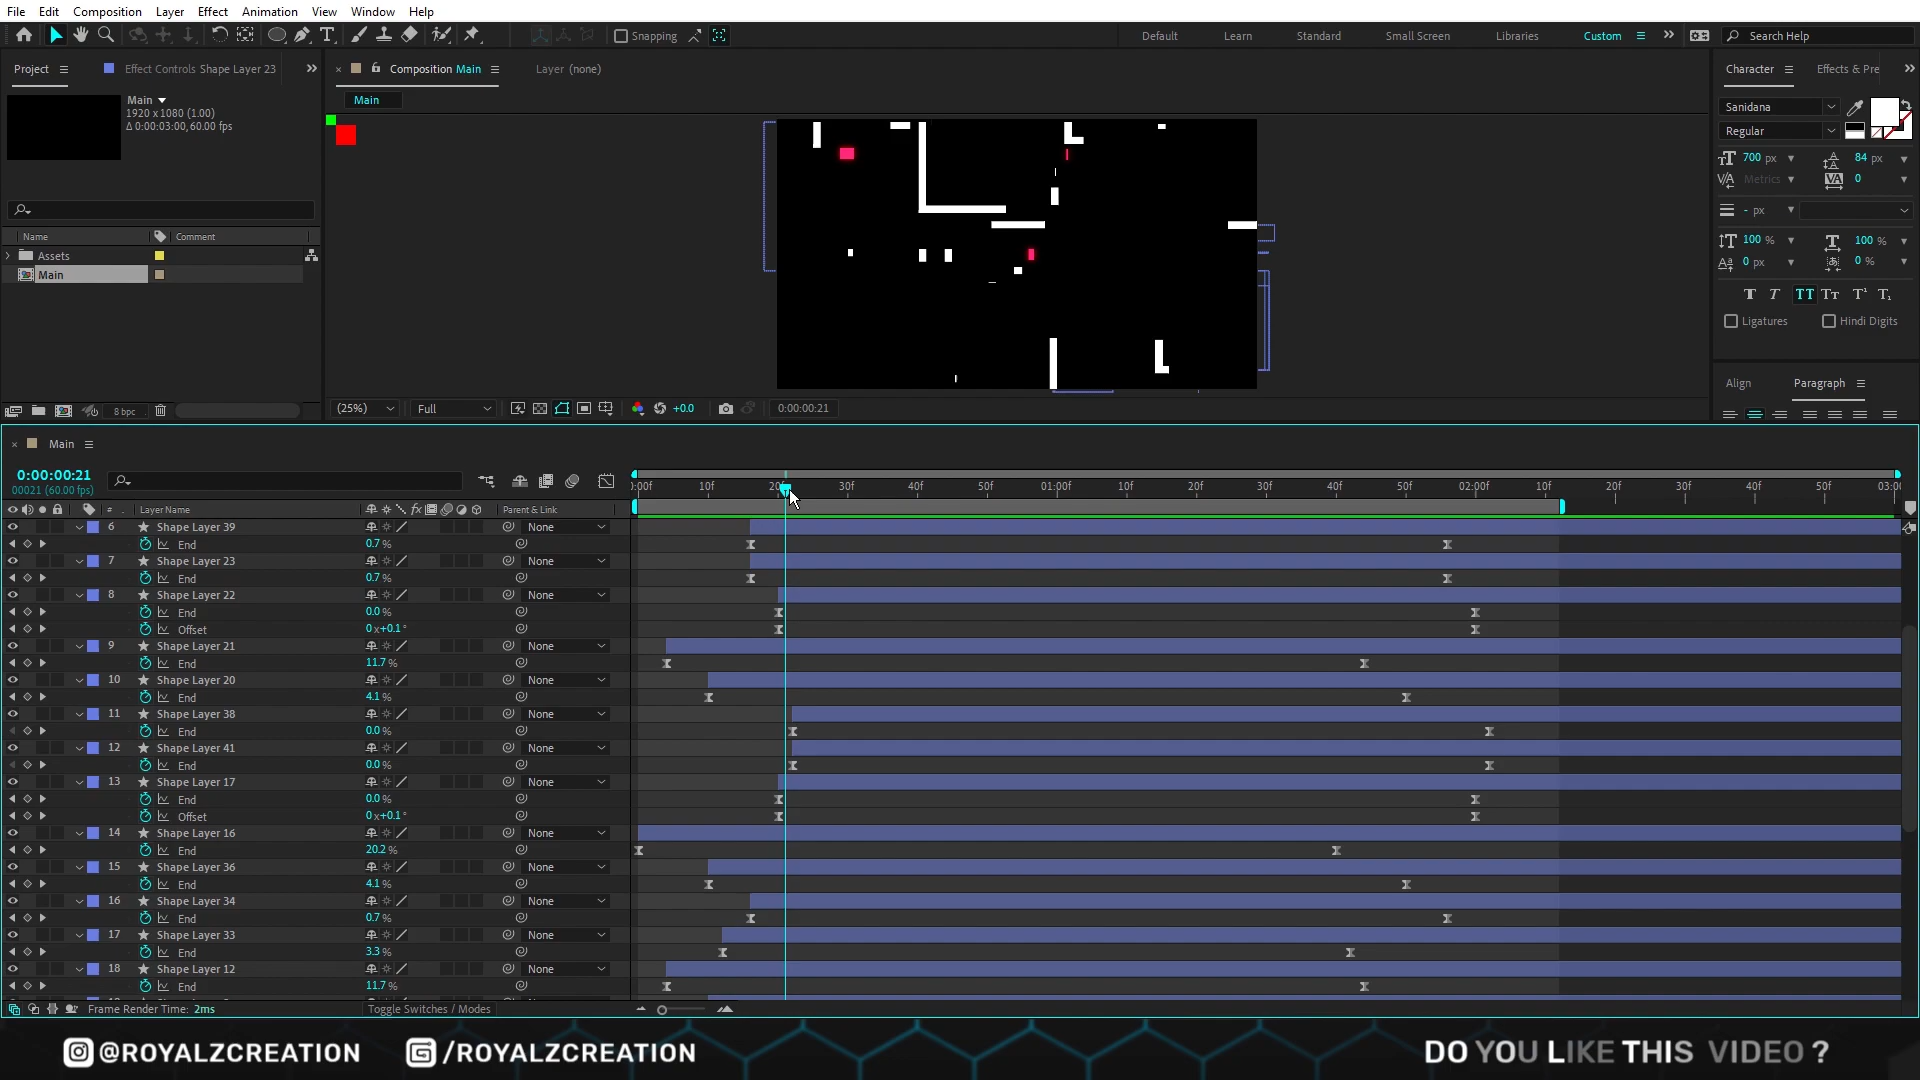 File Edit Composition Layer Effect Animation View Window Help
Snapping
Default Learn Standard Small Screen Libraries Custom
Search Help
Project Effect Controls Shape Layer 23
Composition Main Layer (none)
Character Effects & Pre
Main
Main
1920 x 1080 (1.00)
Δ 0:00:03:00, 60.00 fps
Sanidana
Regular
700 px 84 px
Metrics 0
- px
100 % 100 %
0 px 0 %
T T TT Tt T¹ T₁
Ligatures Hindi Digits
Name Comment
Assets
Main
Align Paragraph
8 bpc
(25%) Full +0.0 0:00:00:21
Main
0:00:00:21
00021 (60.00 fps)
):00f 10f 20f 30f 40f 50f 01:00f 10f 20f 30f 40f 50f 02:00f 10f 20f 30f 40f 50f 03:00
# . Layer Name fx Parent & Link
6 Shape Layer 39 None
End 0.7 %
7 Shape Layer 23 None
End 0.7 %
8 Shape Layer 22 None
End 0.0 %
Offset 0 x+0.1 °
9 Shape Layer 21 None
End 11.7 %
10 Shape Layer 20 None
End 4.1 %
11 Shape Layer 38 None
End 0.0 %
12 Shape Layer 41 None
End 0.0 %
13 Shape Layer 17 None
End 0.0 %
Offset 0 x+0.1 °
14 Shape Layer 16 None
End 20.2 %
15 Shape Layer 36 None
End 4.1 %
16 Shape Layer 34 None
End 0.7 %
17 Shape Layer 33 None
End 3.3 %
18 Shape Layer 12 None
End 11.7 %
Frame Render Time: 2ms Toggle Switches / Modes
@ROYALZCREATION /ROYALZCREATION DO YOU LIKE THIS VIDEO ?